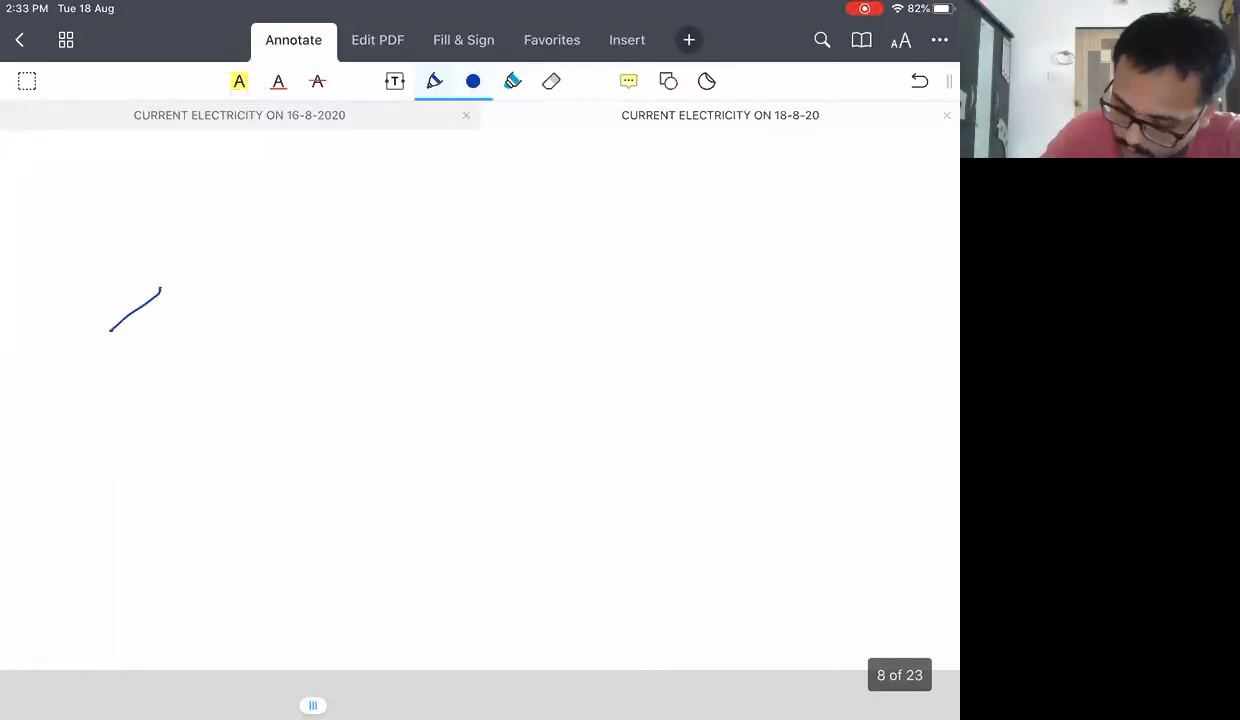 2:33 PM Tue 18 Aug 82%
Annotate Edit PDF Fill & Sign Favorites Insert
A A A T AA
CURRENT ELECTRICITY ON 16-8-2020 CURRENT ELECTRICITY ON 18-8-20
8 of 23